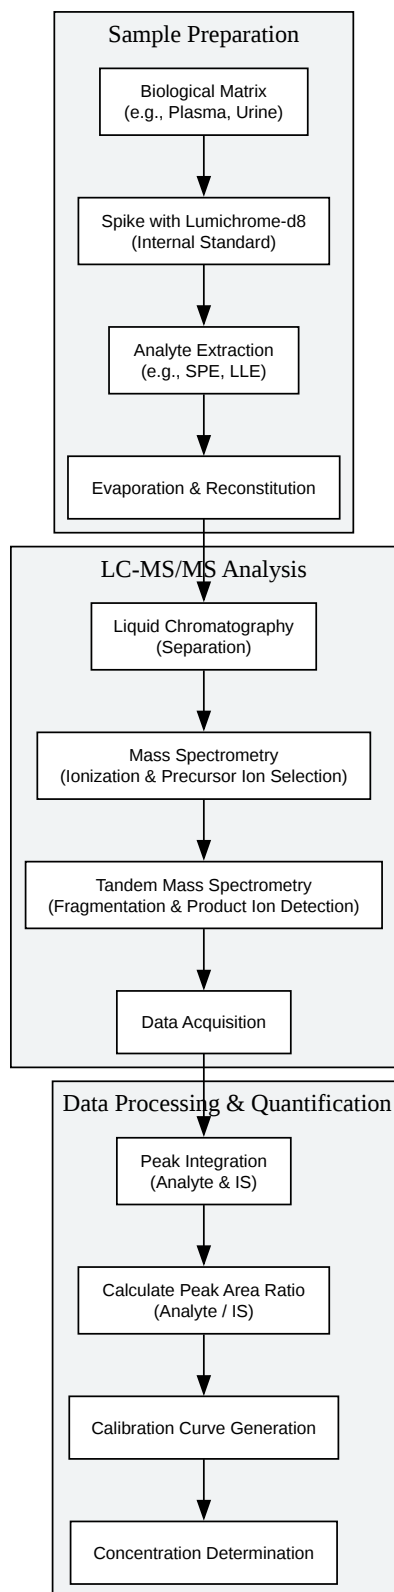 Sample Preparation
Biological Matrix
(e.g., Plasma, Urine)
Spike with Lumichrome-d8
(Internal Standard)
Analyte Extraction
(e.g., SPE, LLE)
Evaporation & Reconstitution
LC-MS/MS Analysis
Liquid Chromatography
(Separation)
Mass Spectrometry
(Ionization & Precursor Ion Selection)
Tandem Mass Spectrometry
(Fragmentation & Product Ion Detection)
Data Acquisition
Data Processing & Quantification
Peak Integration
(Analyte & IS)
Calculate Peak Area Ratio
(Analyte / IS)
Calibration Curve Generation
Concentration Determination